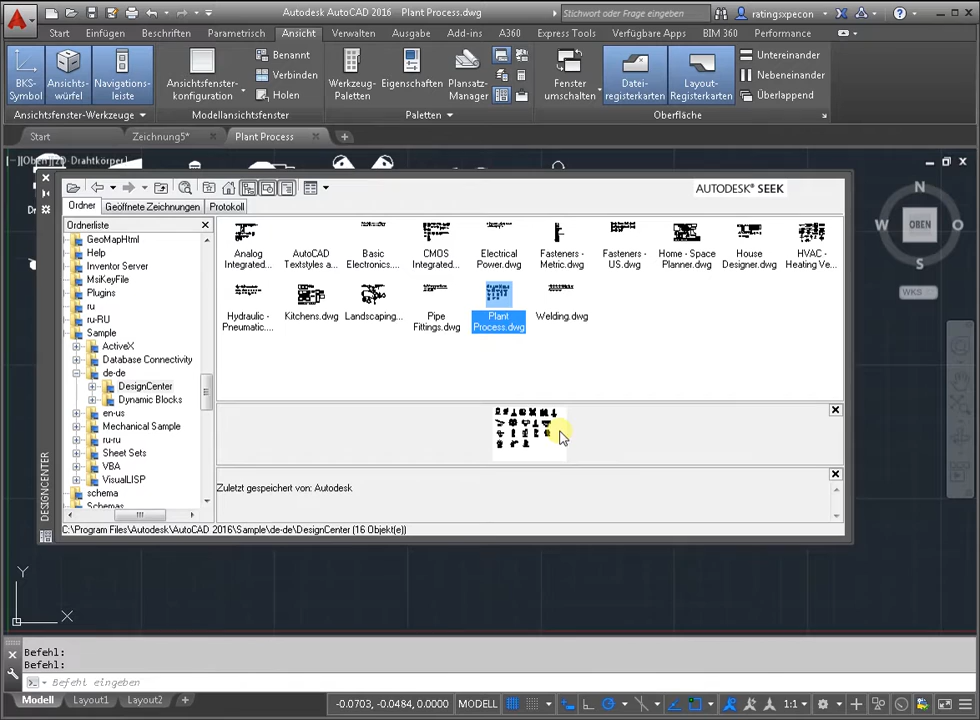 Autodesk AutoCAD 2016 Plant Process.dwg
Stichwort oder Frage eingeben
ratingsxpecon
Start Einfügen Beschriften Parametrisch Ansicht Verwalten Ausgabe Add-ins A360 Express Tools Verfügbare Apps BIM 360 Performance
BKS-
Symbol
Ansichts-
würfel
Navigations-
leiste
Ansichtsfenster-
konfiguration
Benannt
Verbinden
Holen
Werkzeug-
Paletten
Eigenschaften
Plansatz-
Manager
Fenster
umschalten
Datei-
registerkarten
Layout-
Registerkarten
Untereinander
Nebeneinander
Überlappend
Ansichtsfenster-Werkzeuge
Modellansichtsfenster
Paletten
Oberfläche
Start
Zeichnung5*
Plant Process
[−][Oben][2D-Drahtkörper]
AUTODESK® SEEK
Ordner Geöffnete Zeichnungen Protokoll
Ordnerliste
GeoMapHtml
Help
Inventor Server
MsiKeyFile
Plugins
ru
ru-RU
Sample
ActiveX
Database Connectivity
de-de
DesignCenter
Dynamic Blocks
en-us
Mechanical Sample
ru-ru
Sheet Sets
VBA
VisualLISP
schema
Schemas
Analog
Integrated...
AutoCAD
Textstyles a...
Basic
Electronics....
CMOS
Integrated...
Electrical
Power.dwg
Fasteners -
Metric.dwg
Fasteners -
US.dwg
Home - Space
Planner.dwg
House
Designer.dwg
HVAC -
Heating Ve...
Hydraulic -
Pneumatic....
Kitchens.dwg
Landscaping...
Pipe
Fittings.dwg
Plant
Process.dwg
Welding.dwg
Zuletzt gespeichert von: Autodesk
DESIGNCENTER
C:\Program Files\Autodesk\AutoCAD 2016\Sample\de-de\DesignCenter (16 Objekt(e))
N
W
OBEN
O
S
WKS
Y
X
Befehl:
Befehl:
Befehl eingeben
Modell Layout1 Layout2 +
-0.0703, -0.0484, 0.0000 MODELL
1:1